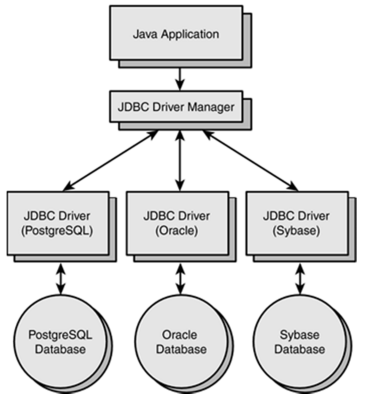 Java Application
JDBC Driver Manager
JDBC Driver
(PostgreSQL)
JDBC Driver
(Oracle)
JDBC Driver
(Sybase)
PostgreSQL
Database
Oracle
Database
Sybase
Database